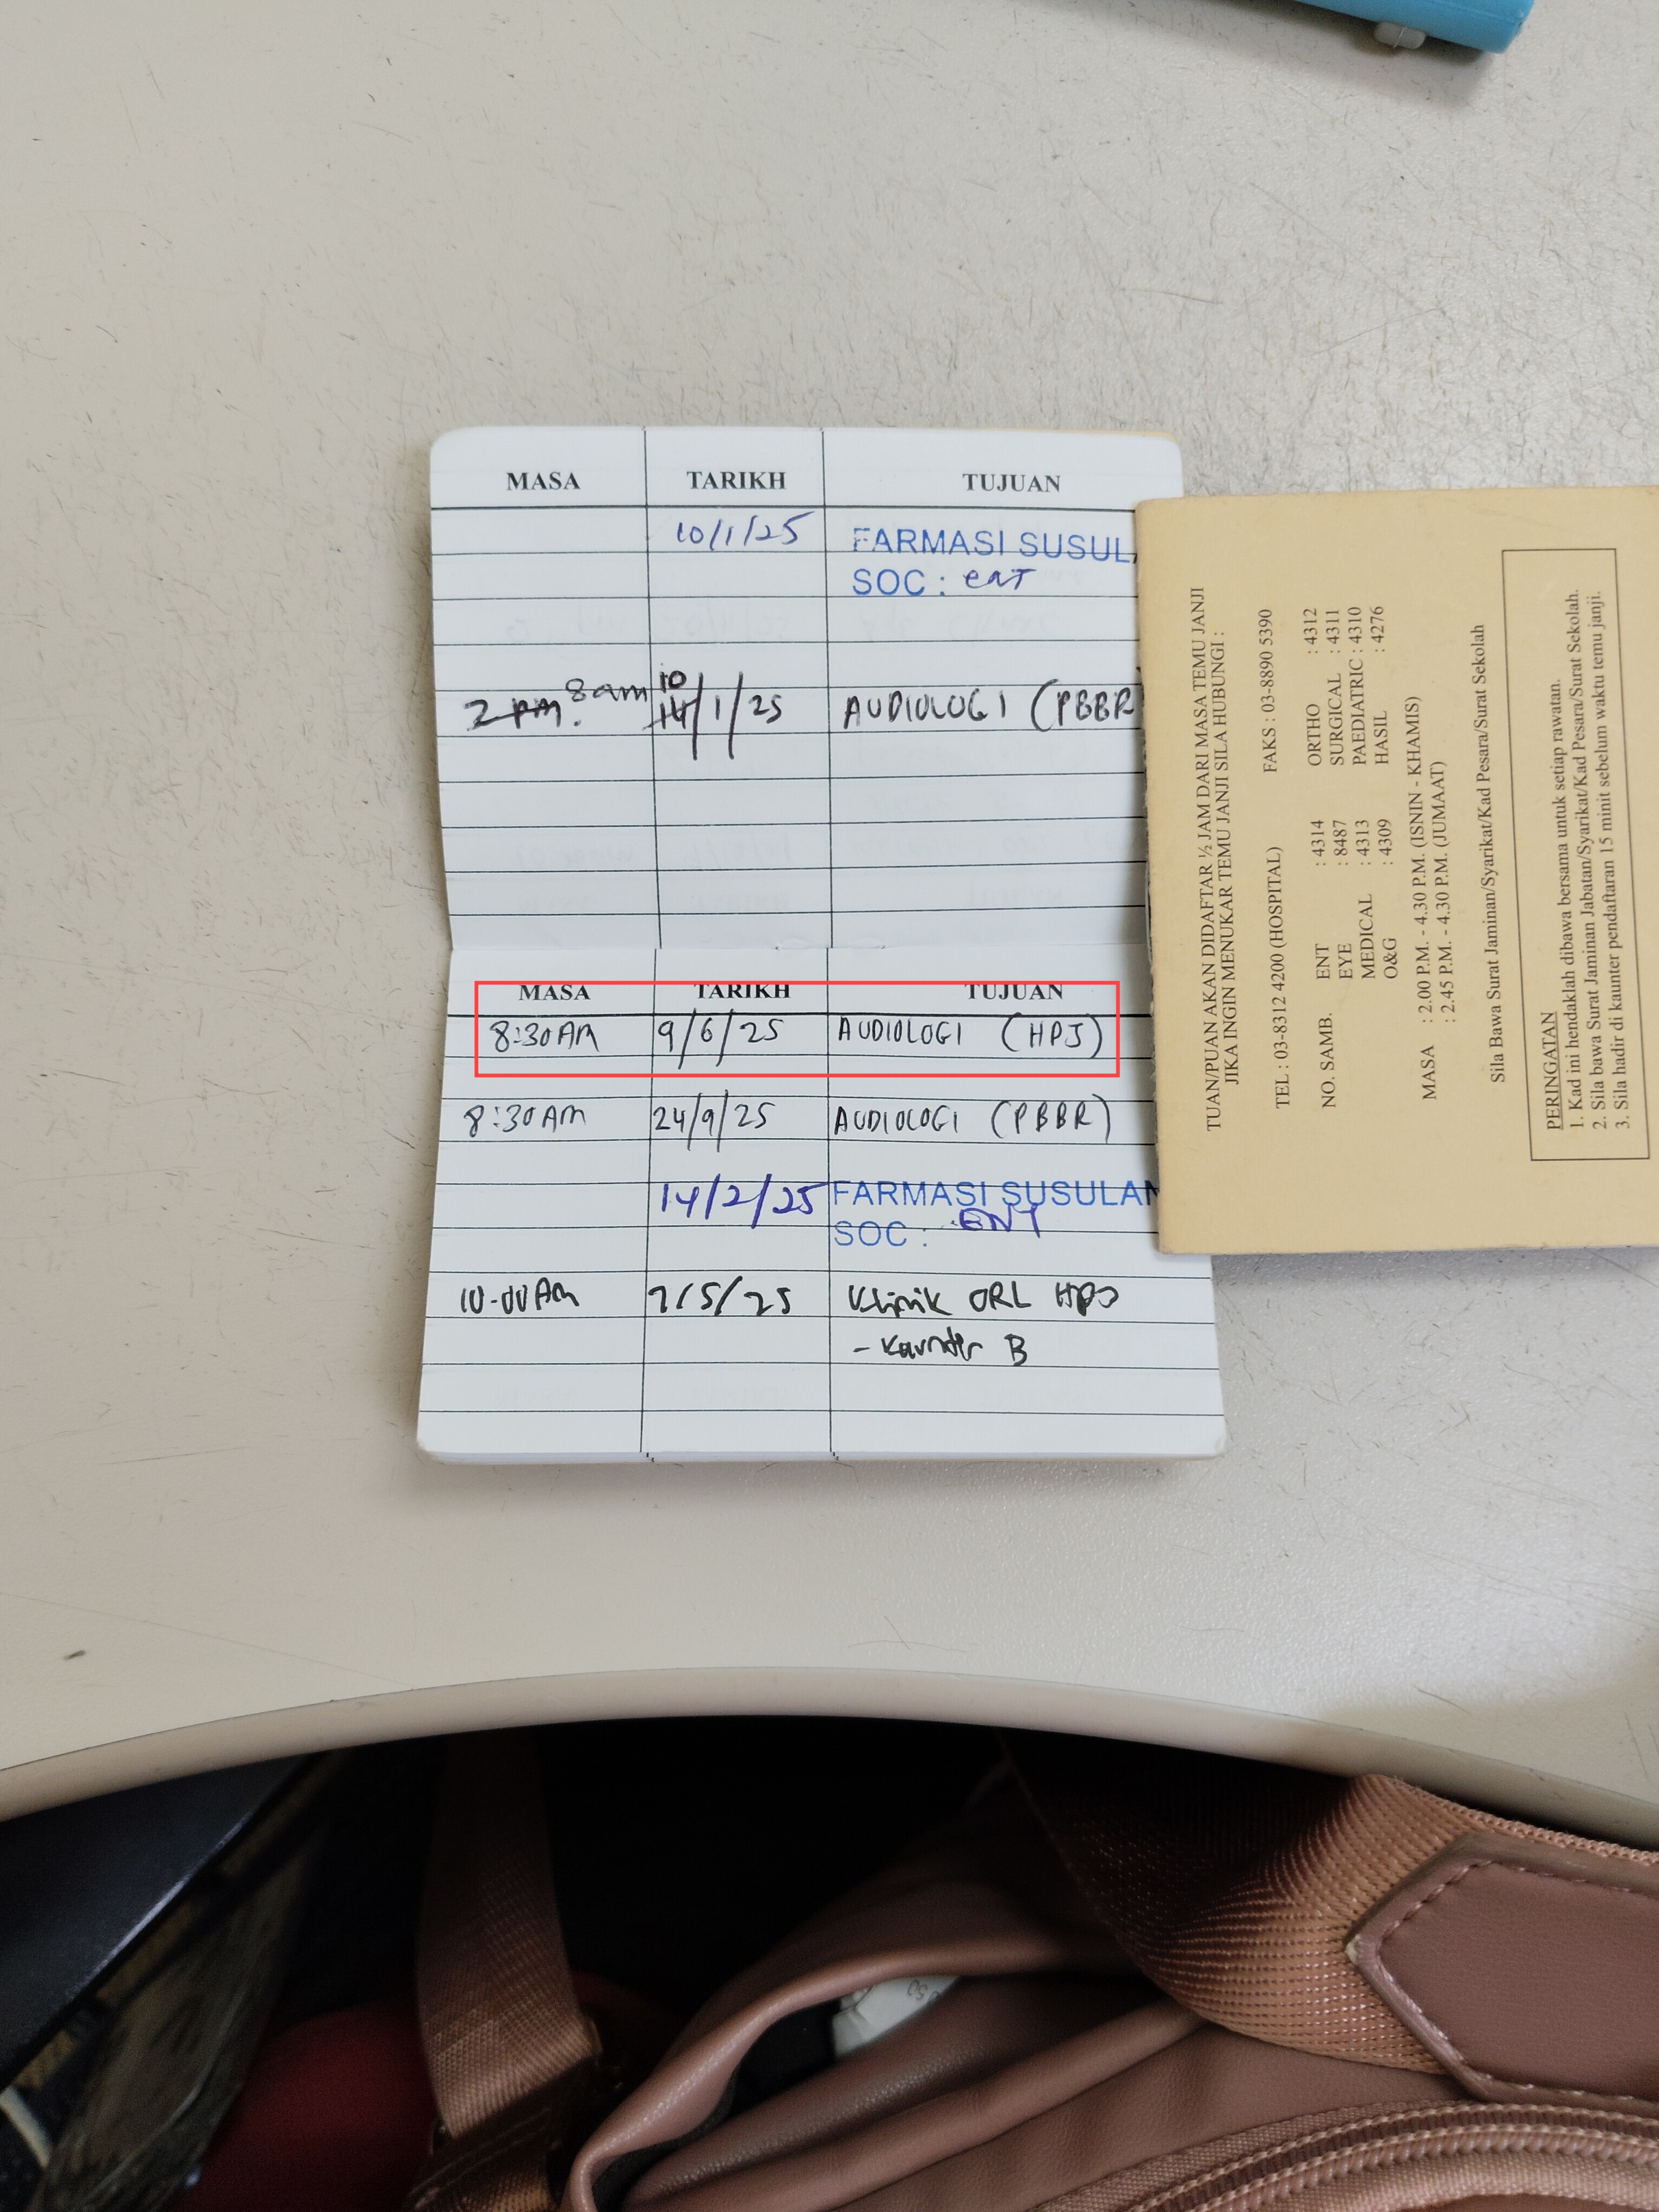 MASA TARIKH TUJUAN
10/1/25 FARMASI SUSUL
SOC : ENT
2 PM. 8am 14 10/1/25 AUDIOLOGI (PBBR)
MASA TARIKH TUJUAN
8:30AM 9/6/25 AUDIOLOGI (HPJ)
8:30AM 24/9/25 AUDIOLOGI (PBBR)
14/2/25 FARMASI SUSULAN
SOC : ENT
10.00AM 7/5/25 Klinik ORL HPJ
- Kaunter B
TUAN/PUAN AKAN DIDAFTAR ½ JAM DARI MASA TEMU JANJI
JIKA INGIN MENUKAR TEMU JANJI SILA HUBUNGI :
TEL : 03-8312 4200 (HOSPITAL) FAKS : 03-8890 5390
NO. SAMB. ENT : 4314 ORTHO : 4312
EYE : 8487 SURGICAL : 4311
MEDICAL : 4313 PAEDIATRIC : 4310
O&G : 4309 HASIL : 4276
MASA : 2.00 P.M. - 4.30 P.M. (ISNIN - KHAMIS)
: 2.45 P.M. - 4.30 P.M. (JUMAAT)
Sila Bawa Surat Jaminan/Syarikat/Kad Pesara/Surat Sekolah
PERINGATAN
1. Kad ini hendaklah dibawa bersama untuk setiap rawatan.
2. Sila bawa Surat Jaminan Jabatan/Syarikat/Kad Pesara/Surat Sekolah.
3. Sila hadir di kaunter pendaftaran 15 minit sebelum waktu temu janji.